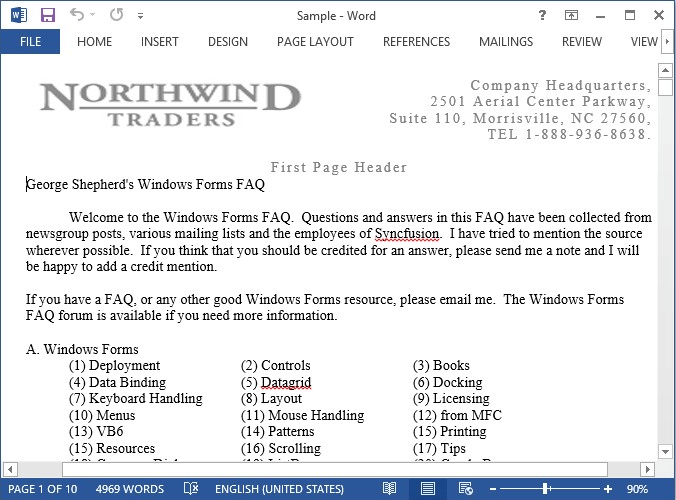 Sample - Word
FILE HOME INSERT DESIGN PAGE LAYOUT REFERENCES MAILINGS REVIEW VIEW
NORTHWIND
TRADERS
Company Headquarters,
2501 Aerial Center Parkway,
Suite 110, Morrisville, NC 27560,
TEL 1-888-936-8638.
First Page Header
George Shepherd's Windows Forms FAQ
Welcome to the Windows Forms FAQ. Questions and answers in this FAQ have been collected from
newsgroup posts, various mailing lists and the employees of Syncfusion. I have tried to mention the source
wherever possible. If you think that you should be credited for an answer, please send me a note and I will
be happy to add a credit mention.
If you have a FAQ, or any other good Windows Forms resource, please email me. The Windows Forms
FAQ forum is available if you need more information.
A. Windows Forms
(1) Deployment (2) Controls (3) Books
(4) Data Binding (5) Datagrid (6) Docking
(7) Keyboard Handling (8) Layout (9) Licensing
(10) Menus (11) Mouse Handling (12) from MFC
(13) VB6 (14) Patterns (15) Printing
(15) Resources (16) Scrolling (17) Tips
PAGE 1 OF 10 4969 WORDS ENGLISH (UNITED STATES) 90%